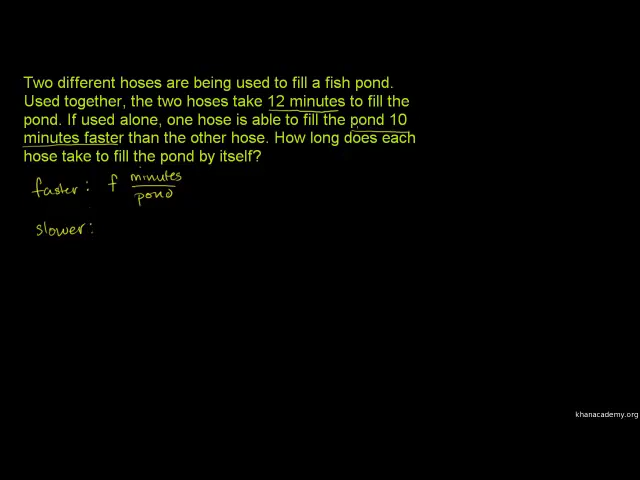 Two different hoses are being used to fill a fish pond.
Used together, the two hoses take 12 minutes to fill the
pond. If used alone, one hose is able to fill the pond 10
minutes faster than the other hose. How long does each
hose take to fill the pond by itself?
faster: f minutes/pond
slower:
khanacademy.org